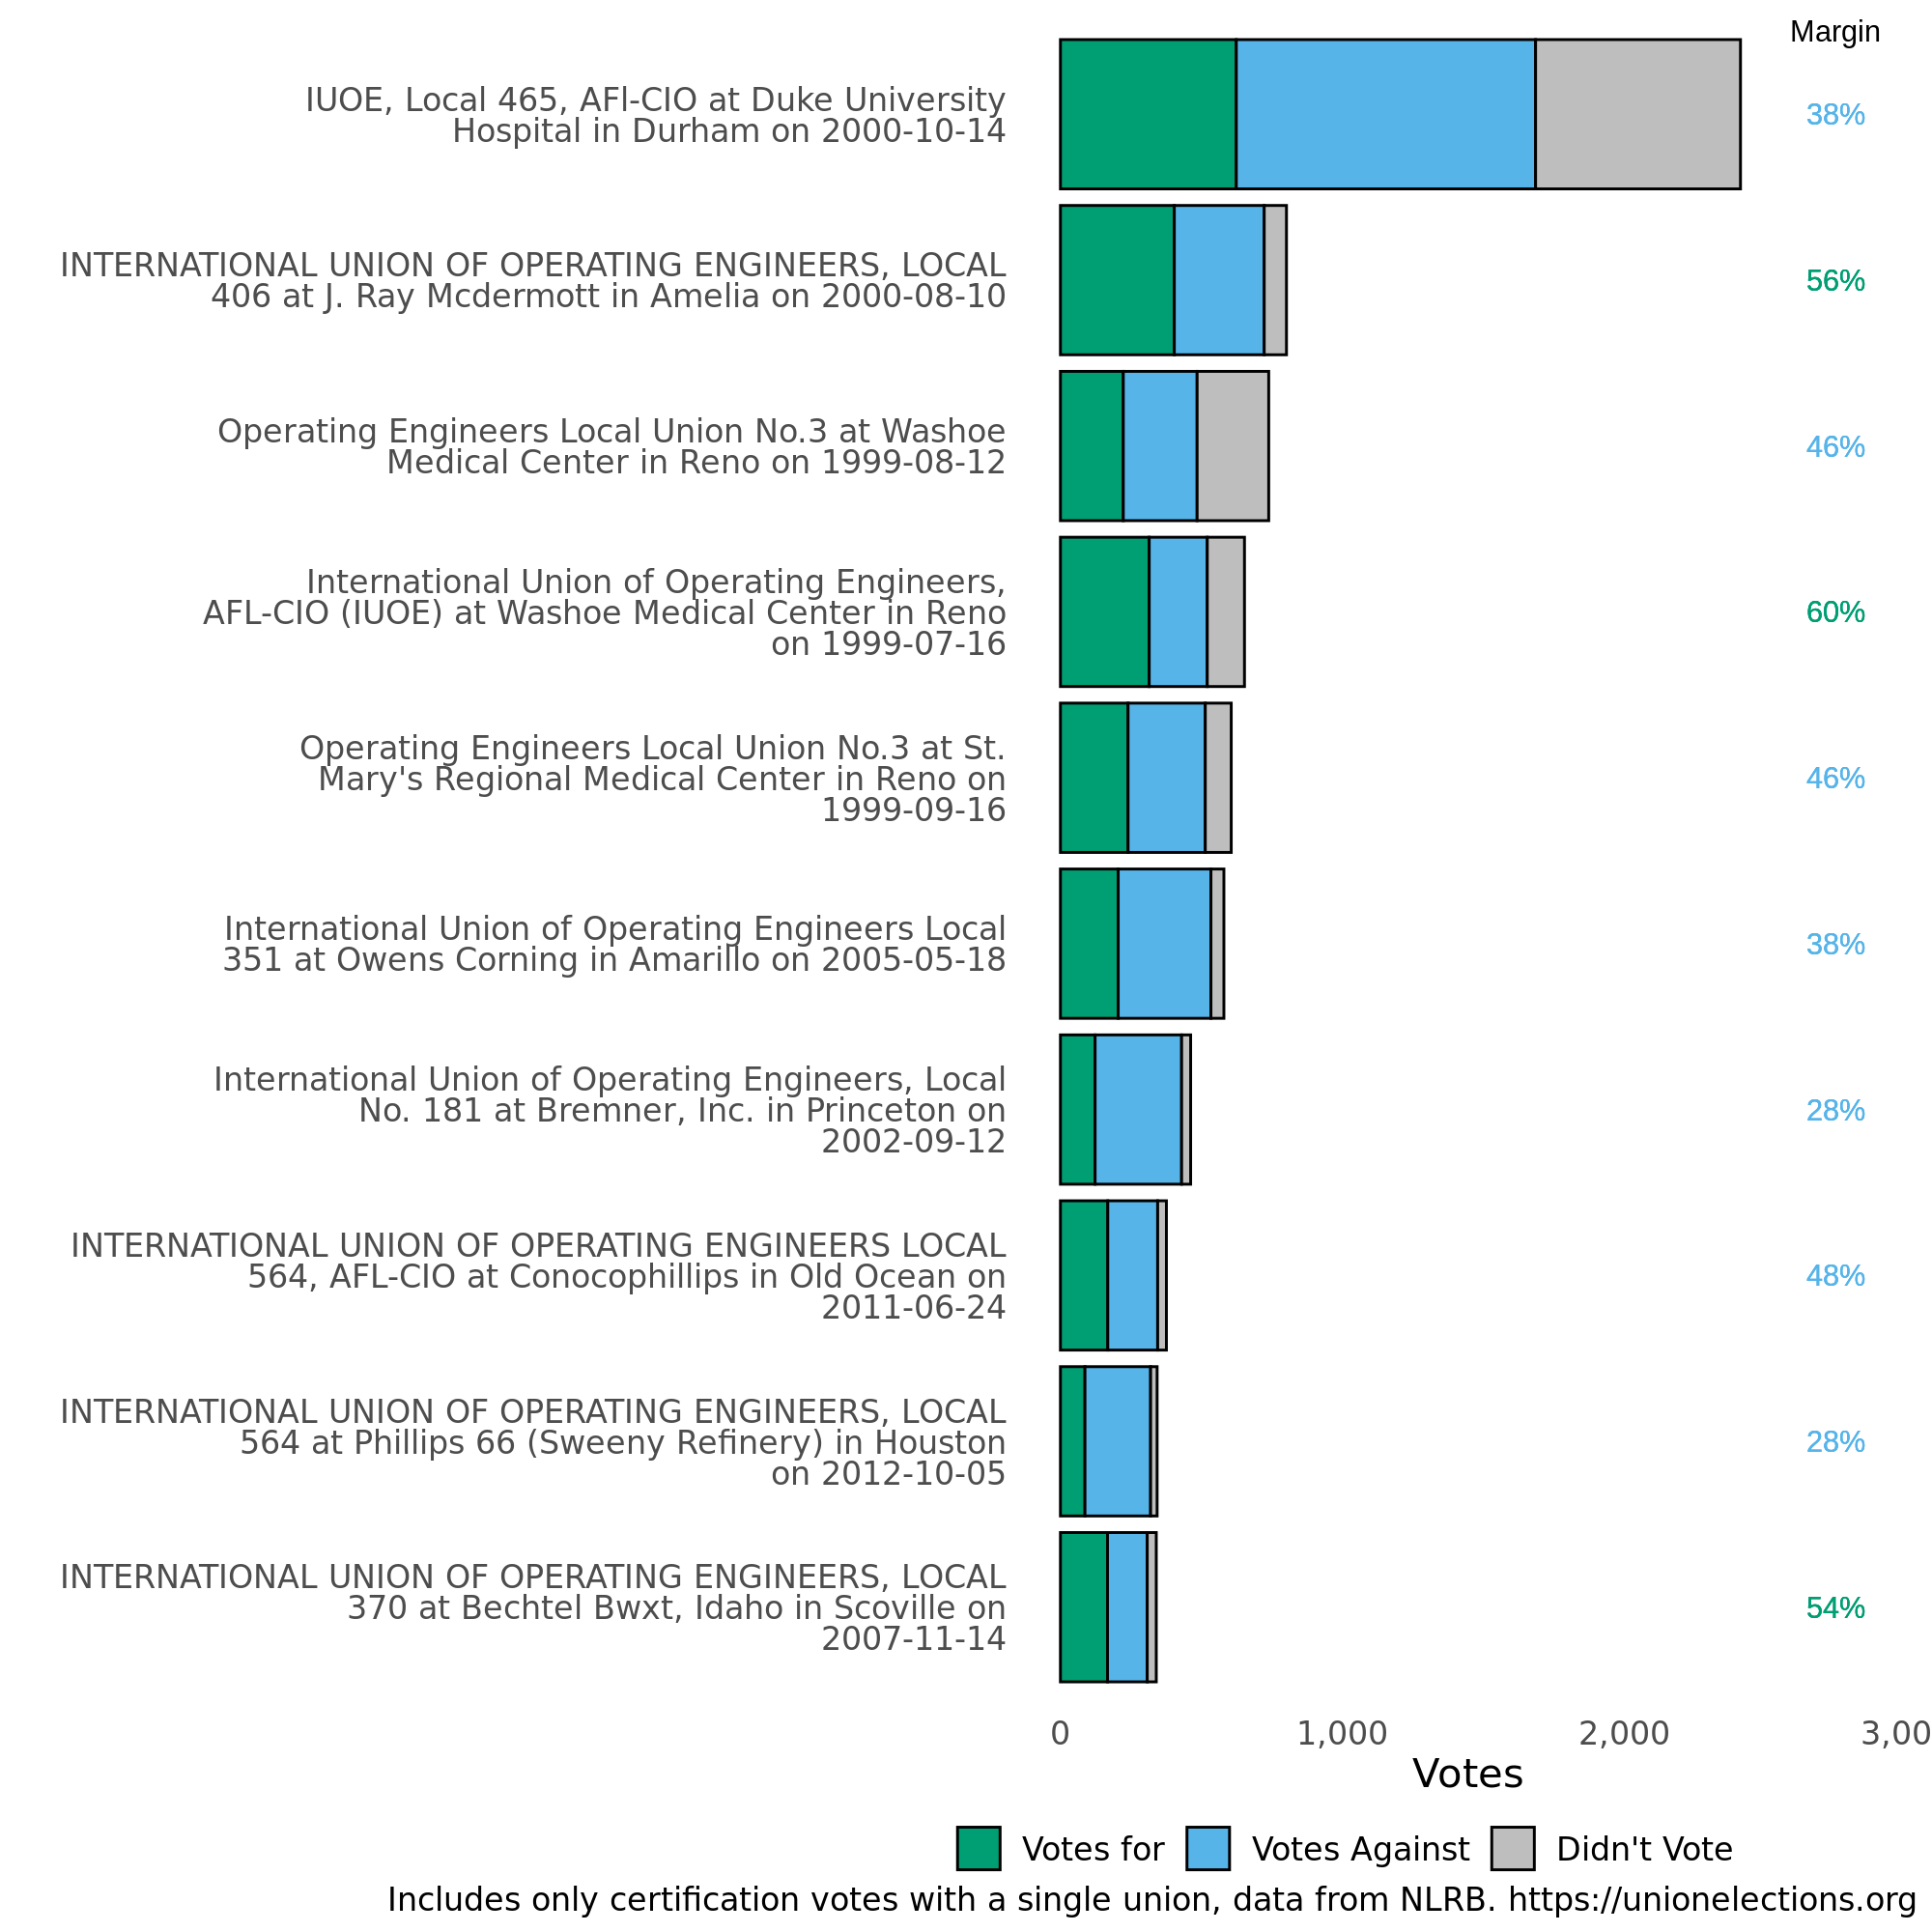 Margin
IUOE, Local 465, AFl-CIO at Duke University
Hospital in Durham on 2000-10-14
38%
INTERNATIONAL UNION OF OPERATING ENGINEERS, LOCAL
406 at J. Ray Mcdermott in Amelia on 2000-08-10
56%
Operating Engineers Local Union No.3 at Washoe
Medical Center in Reno on 1999-08-12
46%
International Union of Operating Engineers,
AFL-CIO (IUOE) at Washoe Medical Center in Reno
on 1999-07-16
60%
Operating Engineers Local Union No.3 at St.
Mary's Regional Medical Center in Reno on
1999-09-16
46%
International Union of Operating Engineers Local
351 at Owens Corning in Amarillo on 2005-05-18
38%
International Union of Operating Engineers, Local
No. 181 at Bremner, Inc. in Princeton on
2002-09-12
28%
INTERNATIONAL UNION OF OPERATING ENGINEERS LOCAL
564, AFL-CIO at Conocophillips in Old Ocean on
2011-06-24
48%
INTERNATIONAL UNION OF OPERATING ENGINEERS, LOCAL
564 at Phillips 66 (Sweeny Refinery) in Houston
on 2012-10-05
28%
INTERNATIONAL UNION OF OPERATING ENGINEERS, LOCAL
370 at Bechtel Bwxt, Idaho in Scoville on
2007-11-14
54%
0 1,000 2,000 3,00
Votes
Votes for Votes Against Didn't Vote
Includes only certification votes with a single union, data from NLRB. https://unionelections.org